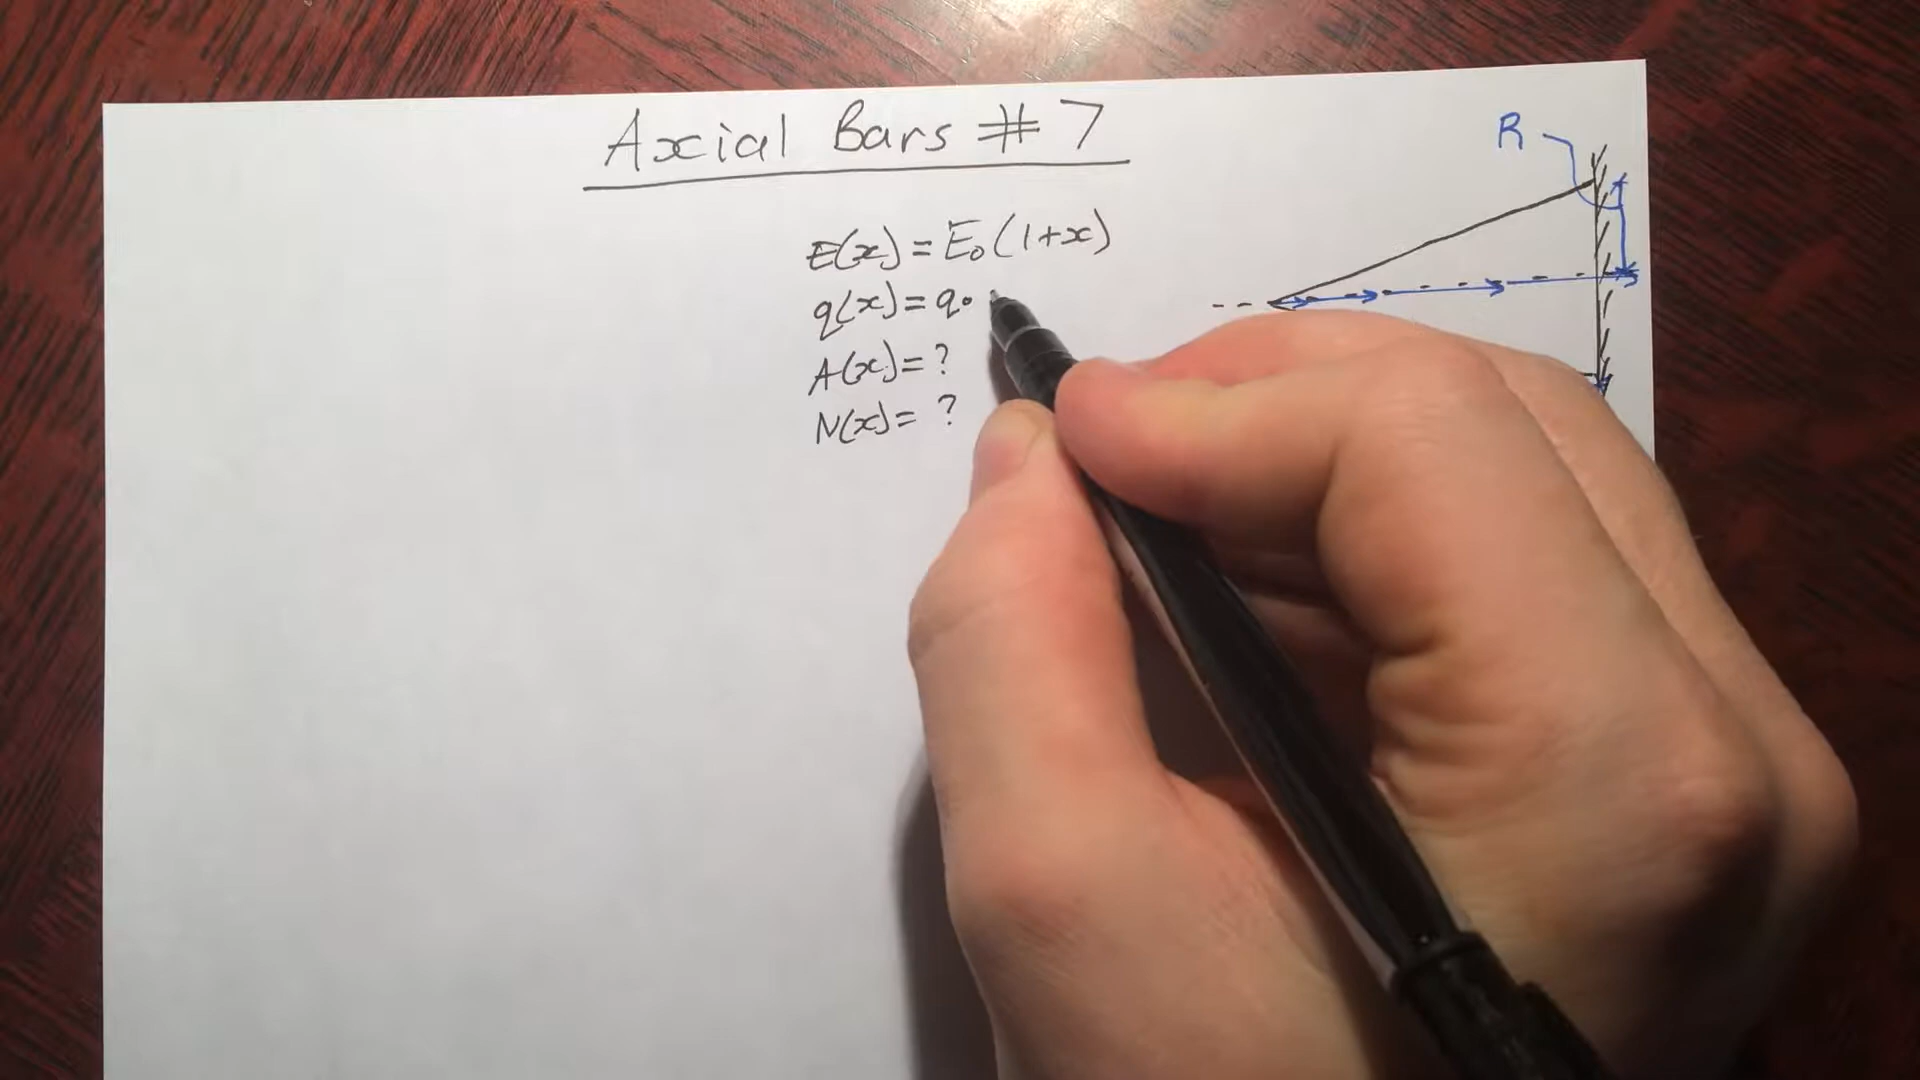 Axial Bars #7
R
E(x) = E₀(1+x)
q(x) = q₀
A(x) = ?
N(x) = ?